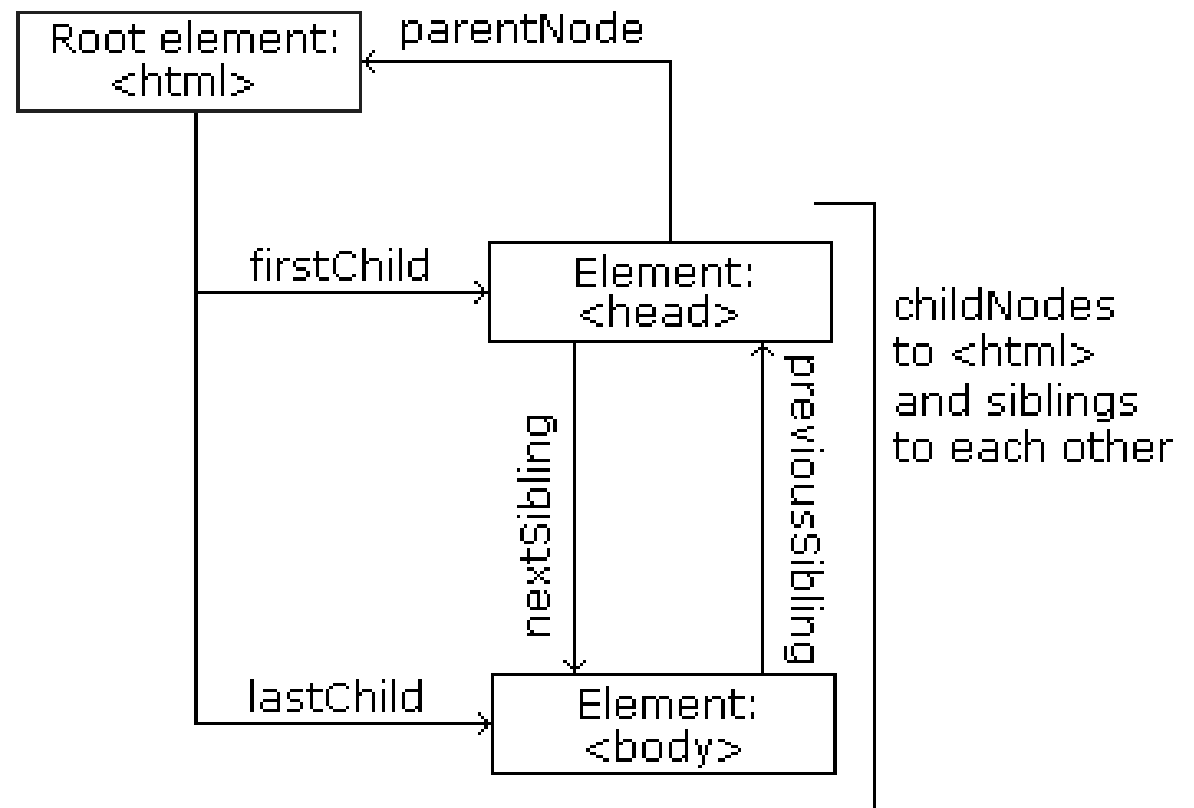 Root element:
<html>
parentNode
firstChild
Element:
<head>
childNodes
to <html>
and siblings
to each other
nextSibling
previousSibling
lastChild
Element:
<body>